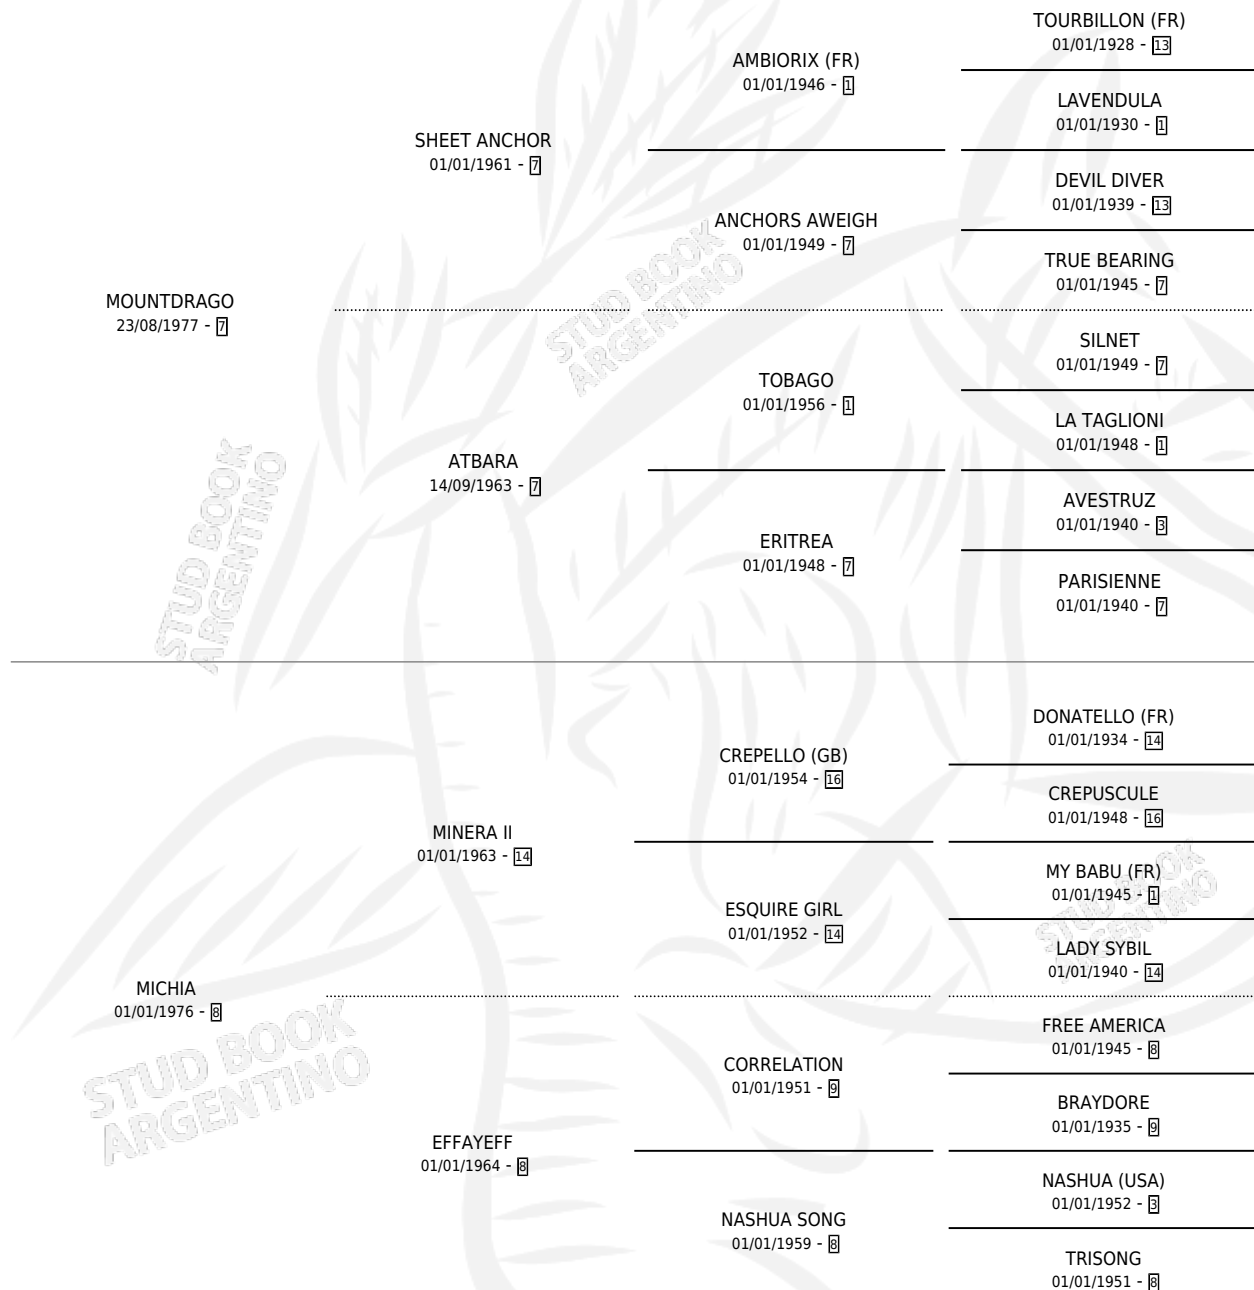 TOURBILLON (FR)
01/01/1928 - 13
AMBIORIX (FR)
01/01/1946 - 1
LAVENDULA
01/01/1930 - 1
SHEET ANCHOR
01/01/1961 - 7
DEVIL DIVER
01/01/1939 - 13
ANCHORS AWEIGH
01/01/1949 - 7
TRUE BEARING
01/01/1945 - 7
MOUNTDRAGO
23/08/1977 - 7
STUD BOOK
ARGENTINO
SILNET
01/01/1949 - 7
TOBAGO
01/01/1956 - 1
LA TAGLIONI
01/01/1948 - 1
ATBARA
14/09/1963 - 7
AVESTRUZ
01/01/1940 - 3
ERITREA
01/01/1948 - 7
PARISIENNE
01/01/1940 - 7
STUD BOOK
ARGENTINO
DONATELLO (FR)
01/01/1934 - 14
CREPELLO (GB)
01/01/1954 - 16
CREPUSCULE
01/01/1948 - 16
MINERA II
01/01/1963 - 14
MY BABU (FR)
01/01/1945 - 1
ESQUIRE GIRL
01/01/1952 - 14
LADY SYBIL
01/01/1940 - 14
STUD BOOK
ARGENTINO
MICHIA
01/01/1976 - 8
FREE AMERICA
01/01/1945 - 8
CORRELATION
01/01/1951 - 9
BRAYDORE
01/01/1935 - 9
STUD BOOK
ARGENTINO
EFFAYEFF
01/01/1964 - 8
NASHUA (USA)
01/01/1952 - 3
NASHUA SONG
01/01/1959 - 8
TRISONG
01/01/1951 - 8